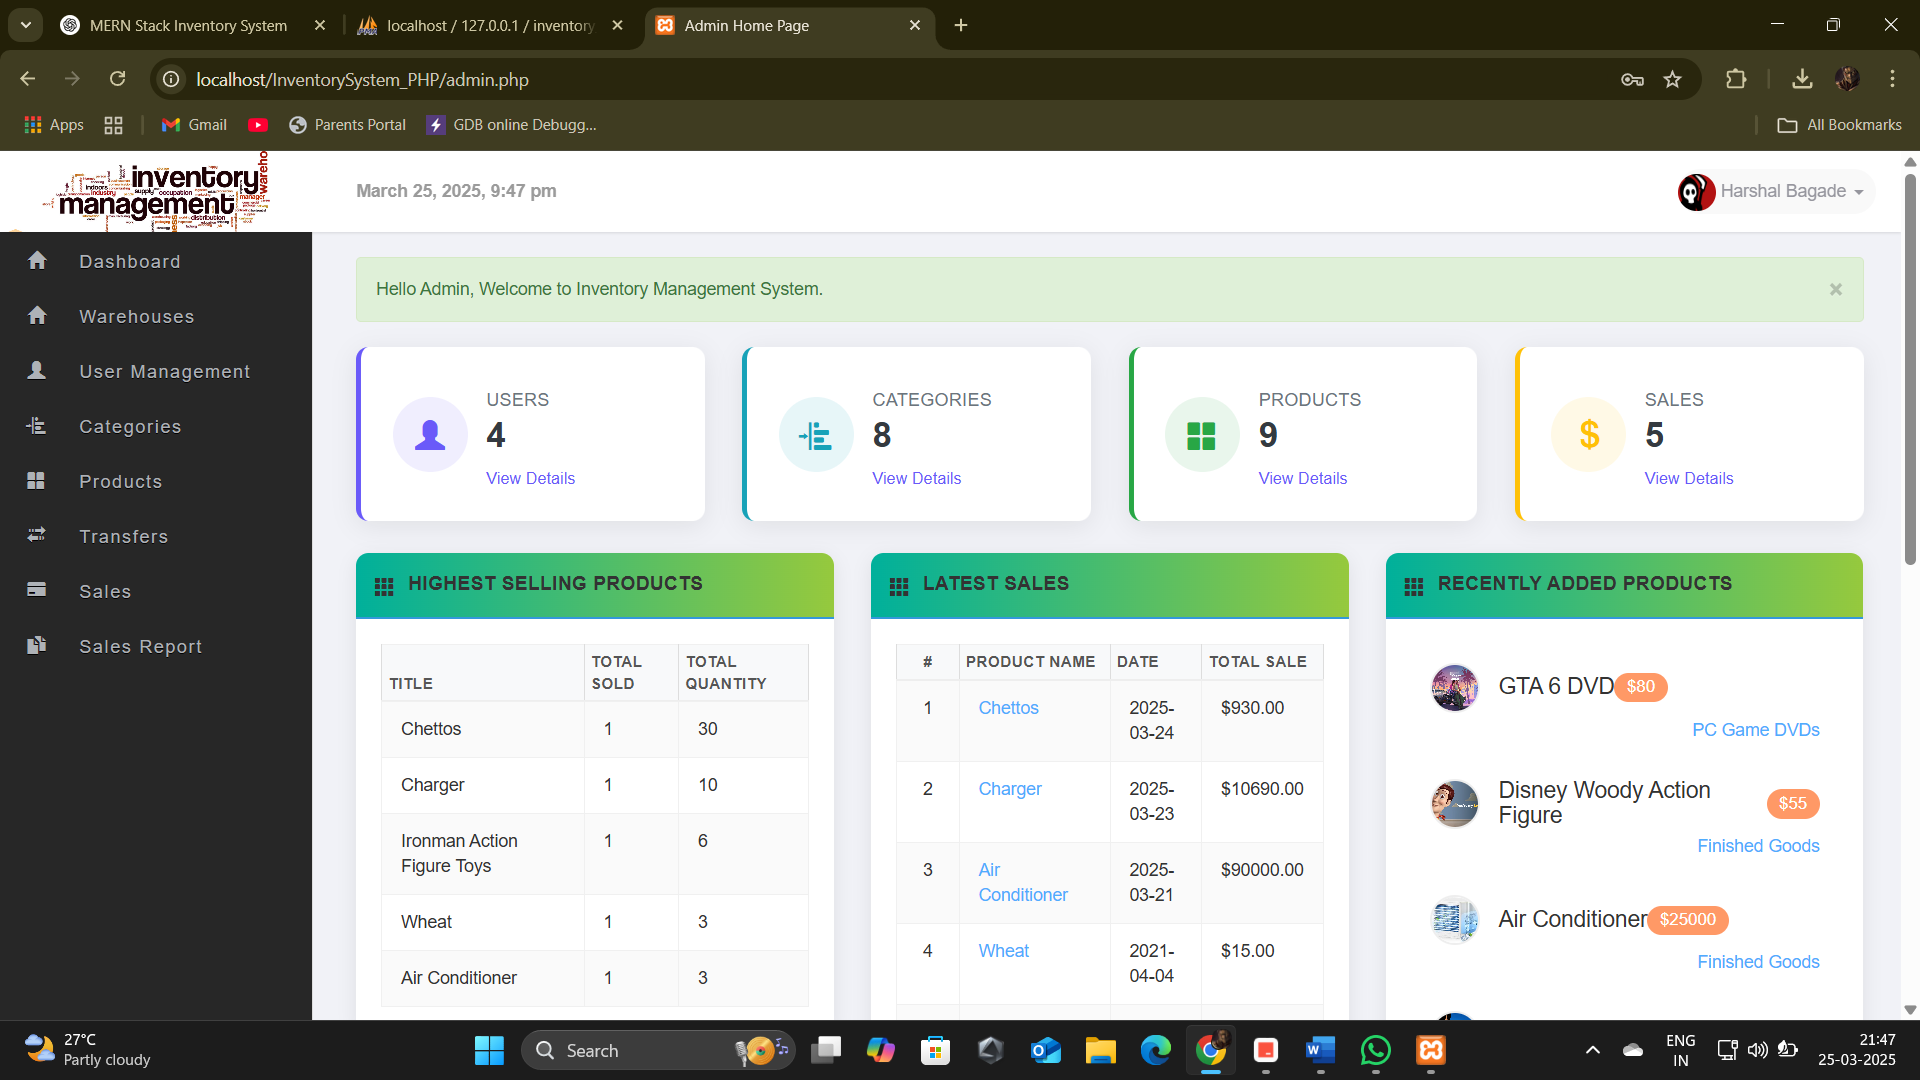 MERN Stack Inventory System
localhost / 127.0.0.1 / inventory
Admin Home Page
localhost/InventorySystem_PHP/admin.php
Apps
Gmail
Parents Portal
GDB online Debugg...
All Bookmarks
inventory
management
March 25, 2025, 9:47 pm
Harshal Bagade
Dashboard
Warehouses
User Management
Categories
Products
Transfers
Sales
Sales Report
Hello Admin, Welcome to Inventory Management System.
×
USERS
4
View Details
CATEGORIES
8
View Details
PRODUCTS
9
View Details
$
SALES
5
View Details
HIGHEST SELLING PRODUCTS
TITLE TOTAL SOLD TOTAL QUANTITY
Chettos 1 30
Charger 1 10
Ironman Action Figure Toys 1 6
Wheat 1 3
Air Conditioner 1 3
LATEST SALES
# PRODUCT NAME DATE TOTAL SALE
1 Chettos 2025-03-24 $930.00
2 Charger 2025-03-23 $10690.00
3 Air Conditioner 2025-03-21 $90000.00
4 Wheat 2021-04-04 $15.00
RECENTLY ADDED PRODUCTS
GTA 6 DVD $80
PC Game DVDs
Disney Woody Action Figure $55
Finished Goods
Air Conditioner $25000
Finished Goods
27°C
Partly cloudy
Search
ENG
IN
21:47
25-03-2025